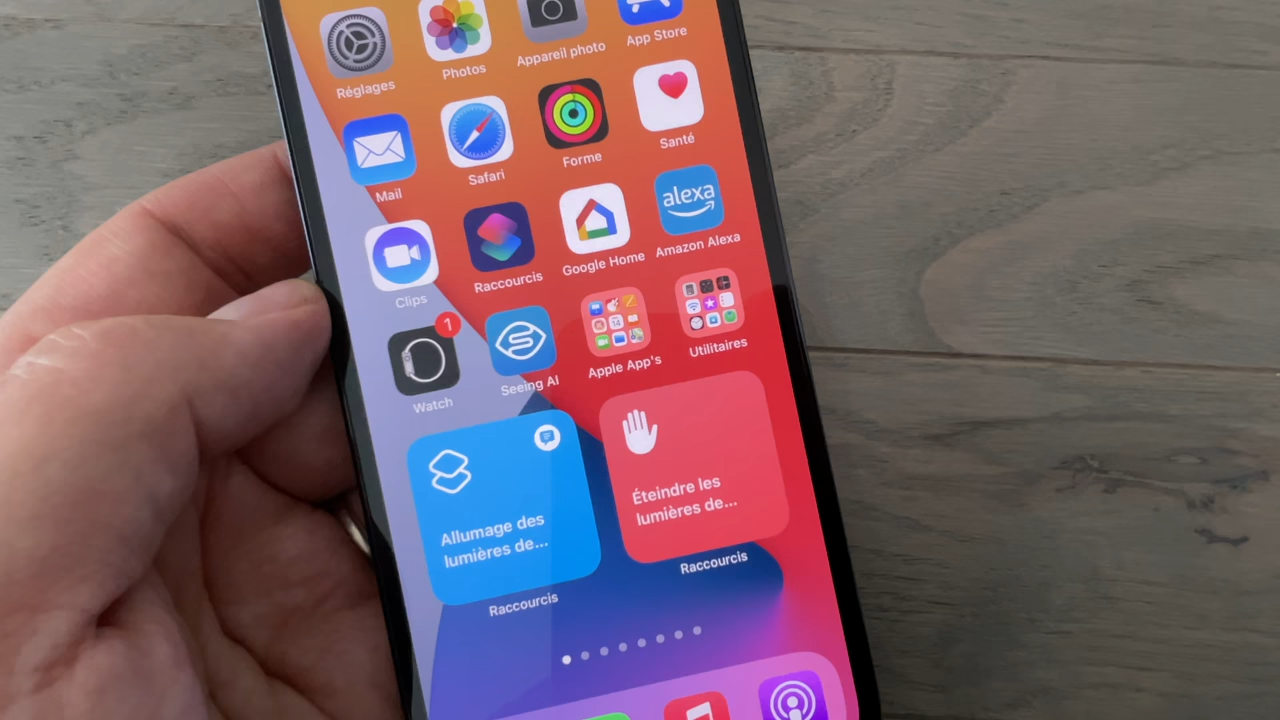 Réglages
Photos
Appareil photo
App Store
Mail
Safari
Forme
Santé
Clips
Raccourcis
Google Home
alexa
Amazon Alexa
1
Watch
Seeing AI
14
Apple App's
Utilitaires
Allumage des
lumières de...
Raccourcis
Éteindre les
lumières de...
Raccourcis